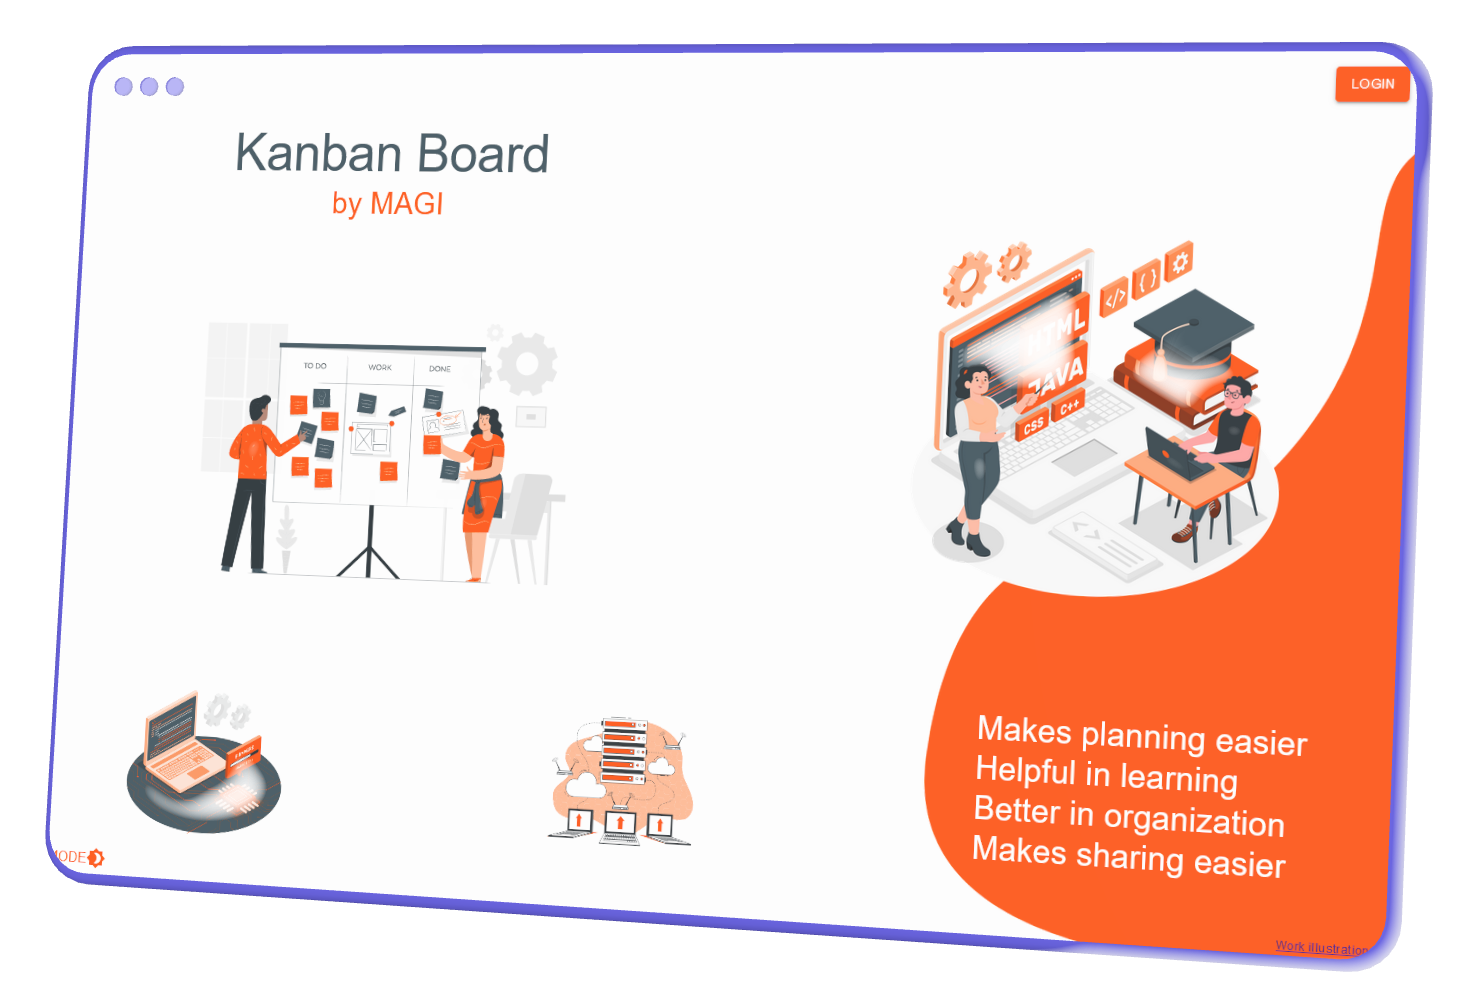 LOGIN
Kanban Board
by MAGI
TO DO
WORK
DONE
</>
{ }
HTML
JAVA
CSS
C++
Makes planning easier
Helpful in learning
Better in organization
Makes sharing easier
ODE
Work illustration